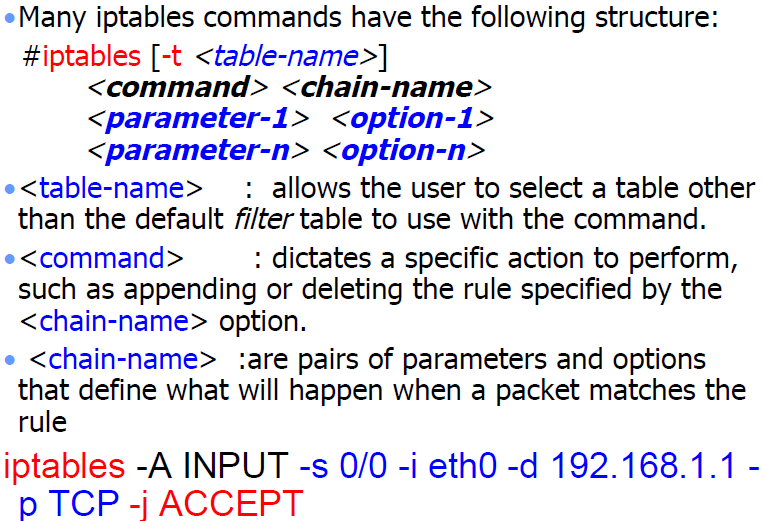 •Many iptables commands have the following structure:
#iptables [-t <table-name>]
<command> <chain-name>
<parameter-1> <option-1>
<parameter-n> <option-n>
•<table-name> : allows the user to select a table other
than the default filter table to use with the command.
•<command> : dictates a specific action to perform,
such as appending or deleting the rule specified by the
<chain-name> option.
• <chain-name> :are pairs of parameters and options
that define what will happen when a packet matches the
rule
iptables -A INPUT -s 0/0 -i eth0 -d 192.168.1.1 -
p TCP -j ACCEPT